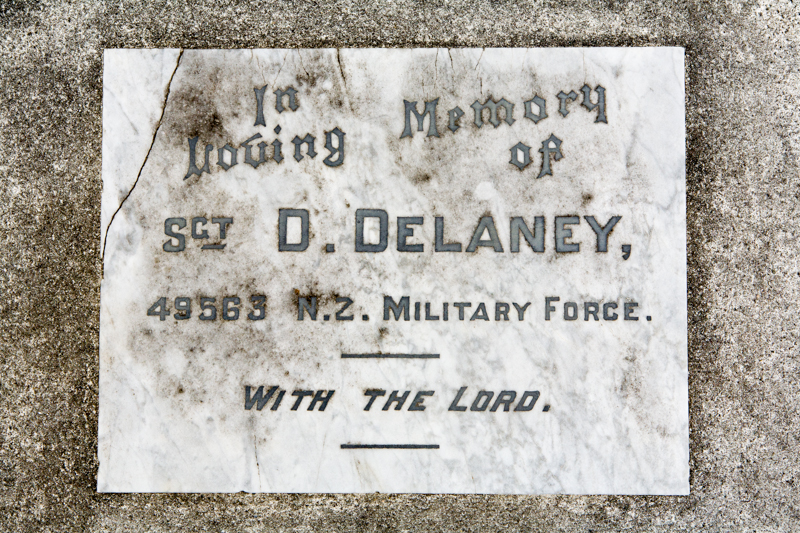 In Memory
Loving of
SGT D. DELANEY,
49563 N.Z. MILITARY FORCE.
WITH THE LORD.